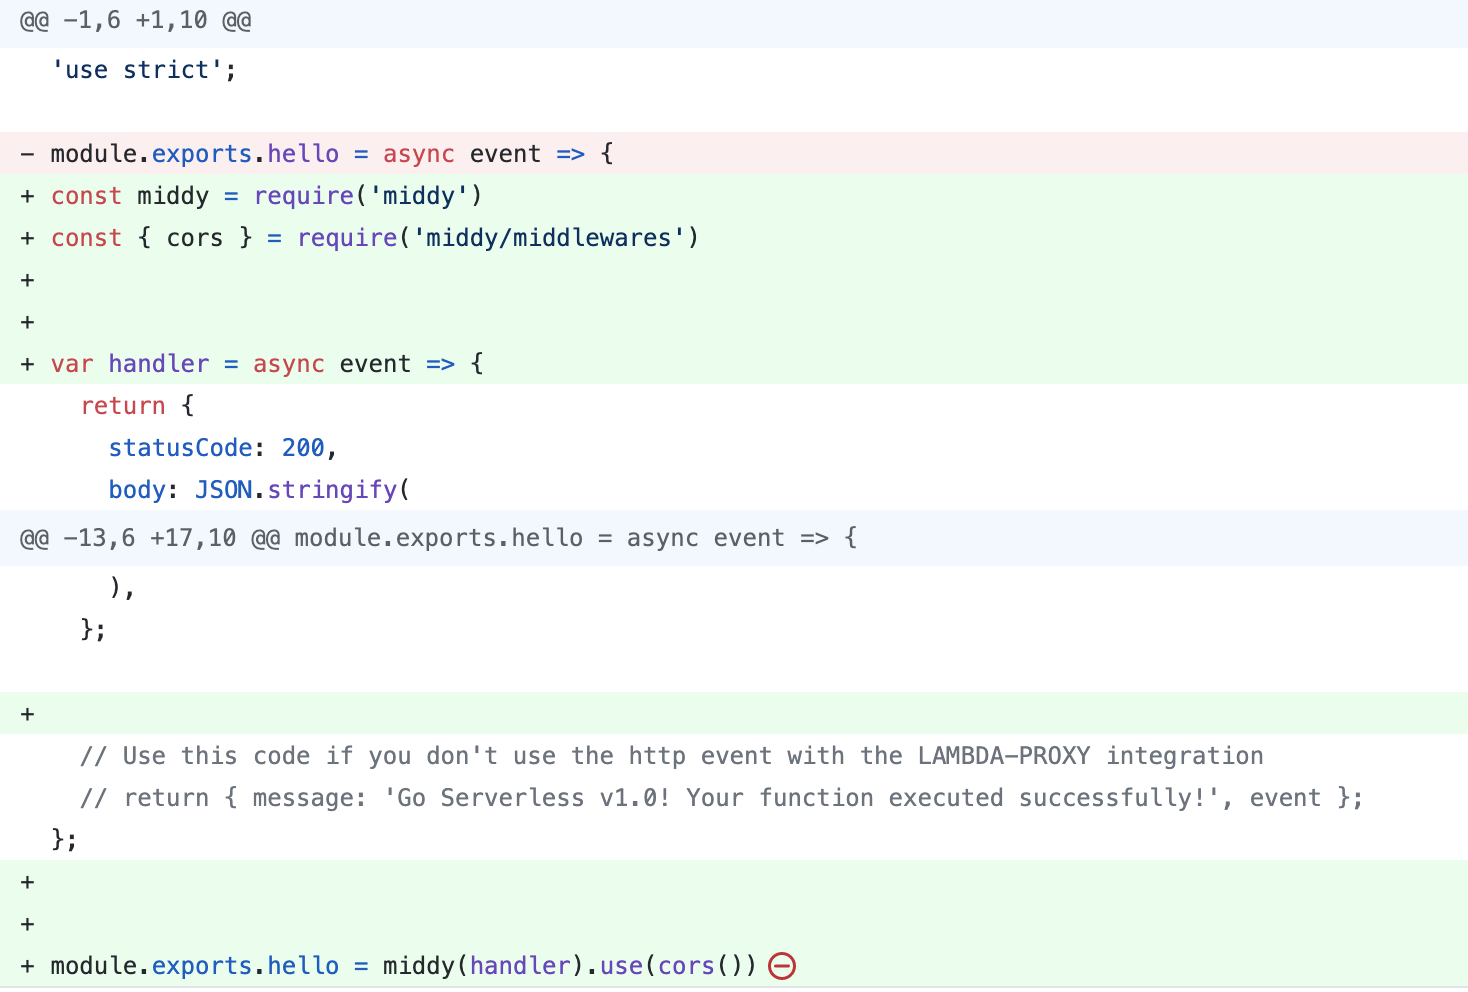 @@ -1,6 +1,10 @@
'use strict';
- module.exports.hello = async event => {
+ const middy = require('middy')
+ const { cors } = require('middy/middlewares')
+
+
+ var handler = async event => {
return {
statusCode: 200,
body: JSON.stringify(
@@ -13,6 +17,10 @@ module.exports.hello = async event => {
),
};
+
// Use this code if you don't use the http event with the LAMBDA-PROXY integration
// return { message: 'Go Serverless v1.0! Your function executed successfully!', event };
};
+
+
+ module.exports.hello = middy(handler).use(cors())